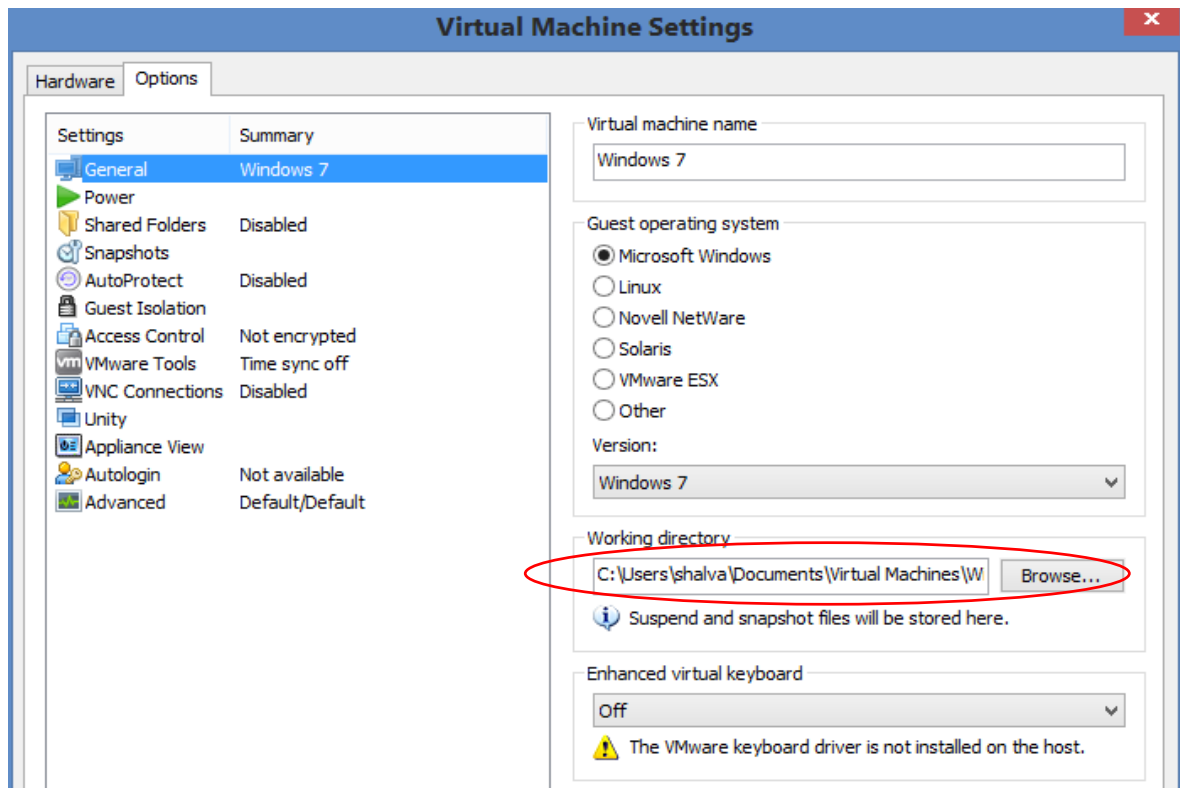 Virtual Machine Settings
Hardware Options
Settings Summary
General Windows 7
Power
Shared Folders Disabled
Snapshots
AutoProtect Disabled
Guest Isolation
Access Control Not encrypted
VMware Tools Time sync off
VNC Connections Disabled
Unity
Appliance View
Autologin Not available
Advanced Default/Default
Virtual machine name
Windows 7
Guest operating system
Microsoft Windows
Linux
Novell NetWare
Solaris
VMware ESX
Other
Version:
Windows 7
Working directory
C:\Users\shalva\Documents\Virtual Machines\Wi Browse...
Suspend and snapshot files will be stored here.
Enhanced virtual keyboard
Off
The VMware keyboard driver is not installed on the host.